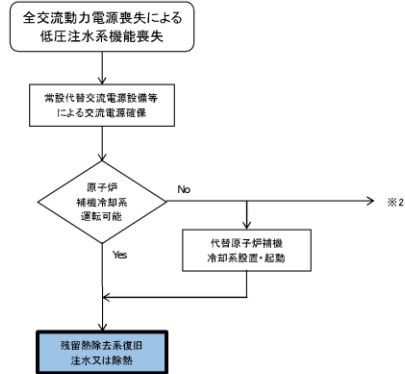 全交流動力電源喪失による
低圧注水系機能喪失
常設代替交流電源設備等
による交流電源確保
原子炉
補機冷却系
運転可能
No
※2
Yes
代替原子炉補機
冷却系設置・起動
残留熱除去系復旧
注水又は除熱